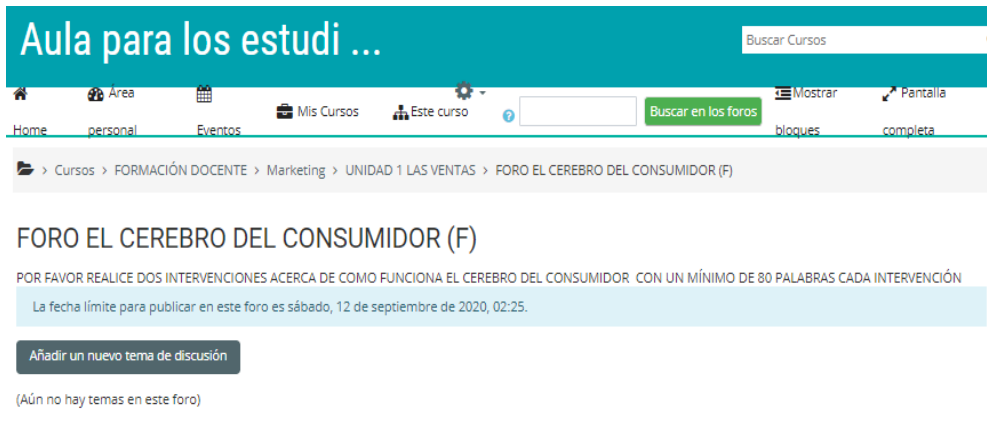 Aula para los estudi ...
Buscar Cursos
Home
Área personal
Eventos
Mis Cursos
Este curso
Buscar en los foros
Mostrar bloques
Pantalla completa
> Cursos > FORMACIÓN DOCENTE > Marketing > UNIDAD 1 LAS VENTAS > FORO EL CEREBRO DEL CONSUMIDOR (F)
FORO EL CEREBRO DEL CONSUMIDOR (F)
POR FAVOR REALICE DOS INTERVENCIONES ACERCA DE COMO FUNCIONA EL CEREBRO DEL CONSUMIDOR CON UN MÍNIMO DE 80 PALABRAS CADA INTERVENCIÓN
La fecha límite para publicar en este foro es sábado, 12 de septiembre de 2020, 02:25.
Añadir un nuevo tema de discusión
(Aún no hay temas en este foro)